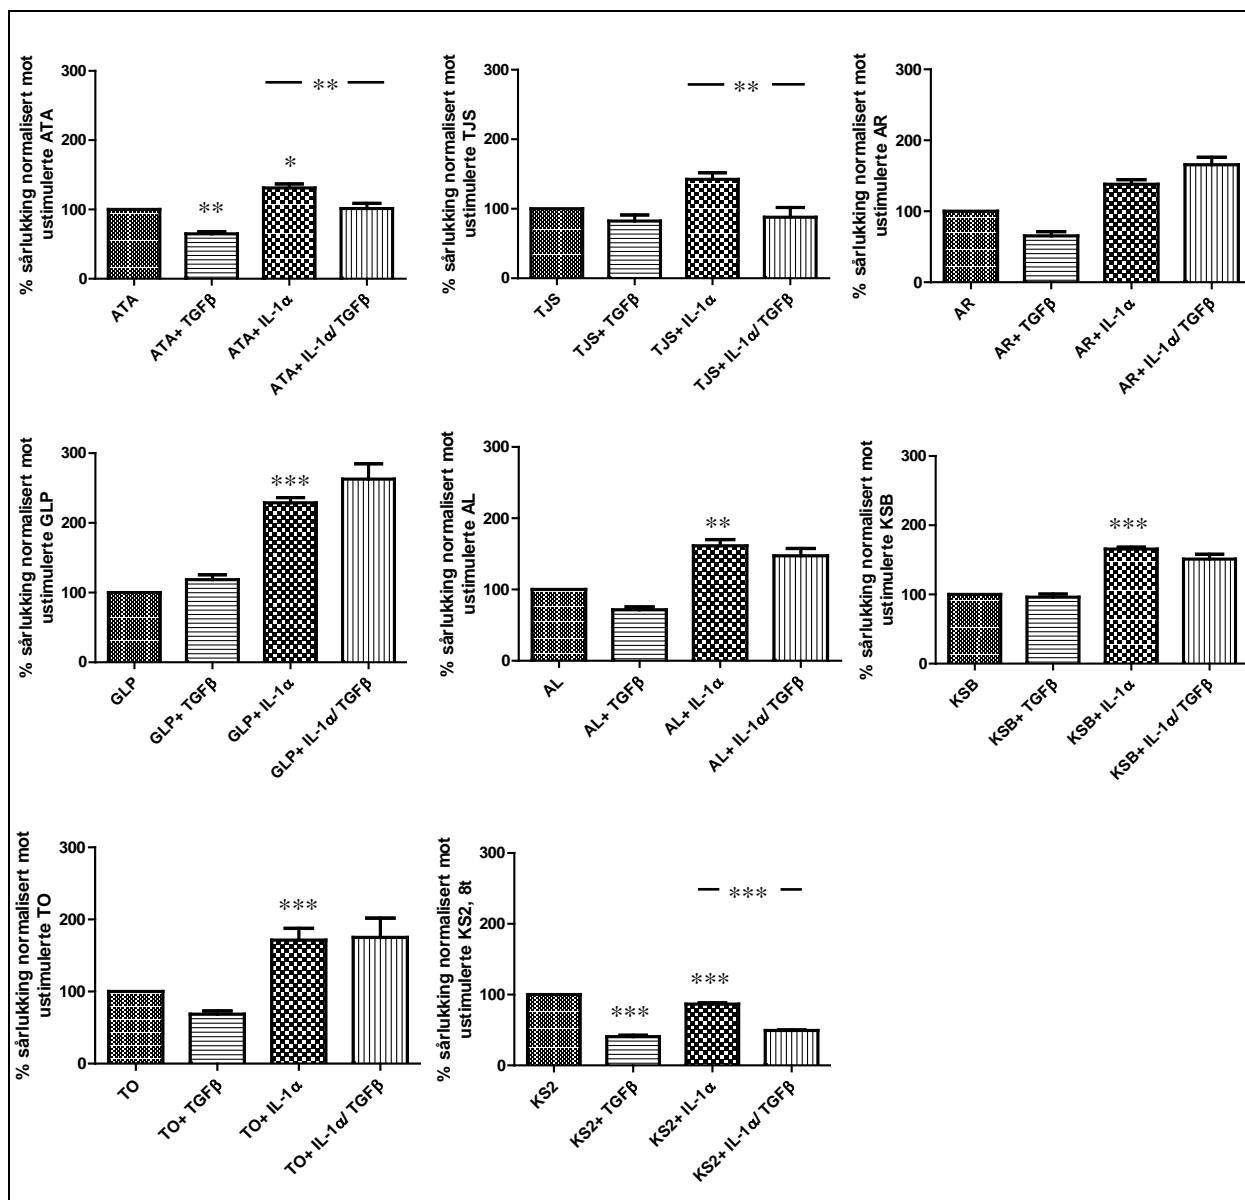 % sårlukking normalisert mot
ustimulerte ATA
300
200
100
0
**
*
**
ATA
ATA+ TGFβ
ATA+ IL-1α
ATA+ IL-1α/ TGFβ
% sårlukking normalisert mot
ustimulerte TJS
300
200
100
0
**
TJS
TJS+ TGFβ
TJS+ IL-1α
TJS+ IL-1α/ TGFβ
% sårlukking normalisert mot
ustimulerte AR
300
200
100
0
AR
AR+ TGFβ
AR+ IL-1α
AR+ IL-1α/ TGFβ
% sårlukking normalisert mot
ustimulerte GLP
300
200
100
0
***
GLP
GLP+ TGFβ
GLP+ IL-1α
GLP+ IL-1α/ TGFβ
% sårlukking normalisert mot
ustimulerte AL
300
200
100
0
**
AL
AL+ TGFβ
AL+ IL-1α
AL+ IL-1α/ TGFβ
% sårlukking normalisert mot
ustimulerte KSB
300
200
100
0
***
KSB
KSB+ TGFβ
KSB+ IL-1α
KSB+ IL-1α/ TGFβ
% sårlukking normalisert mot
ustimulerte TO
300
200
100
0
***
TO
TO+ TGFβ
TO+ IL-1α
TO+ IL-1α/ TGFβ
% sårlukking normalisert mot
ustimulerte KS2, 8t
300
200
100
0
***
***
***
KS2
KS2+ TGFβ
KS2+ IL-1α
KS2+ IL-1α/ TGFβ